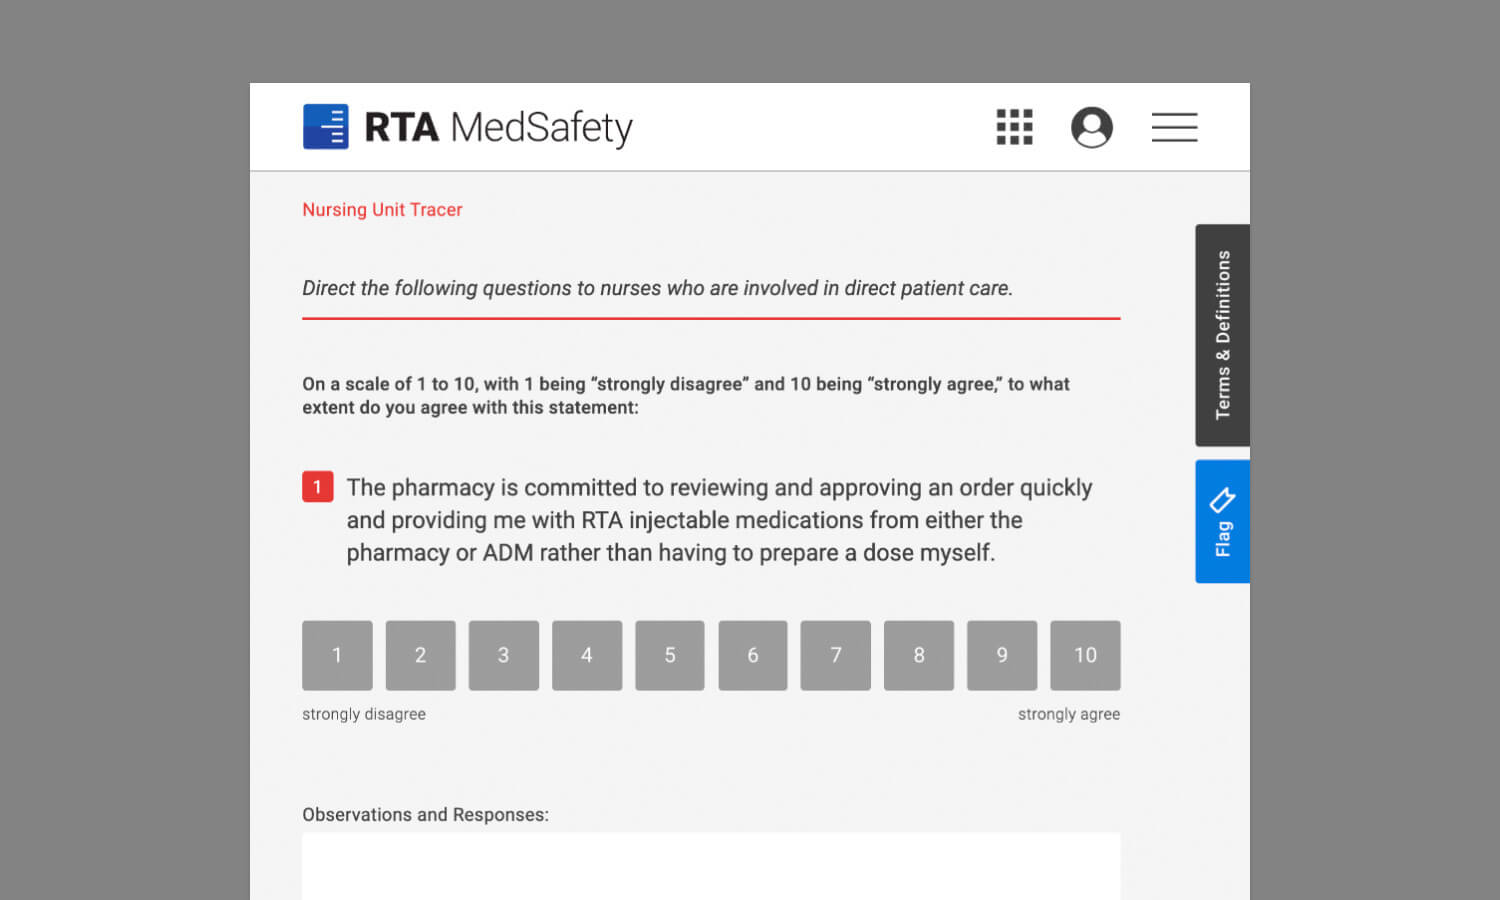 RTA MedSafety
Nursing Unit Tracer
Direct the following questions to nurses who are involved in direct patient care.
On a scale of 1 to 10, with 1 being “strongly disagree” and 10 being “strongly agree,” to what
extent do you agree with this statement:
1 The pharmacy is committed to reviewing and approving an order quickly
and providing me with RTA injectable medications from either the
pharmacy or ADM rather than having to prepare a dose myself.
1 2 3 4 5 6 7 8 9 10
strongly disagree strongly agree
Observations and Responses:
Terms & Definitions
Flag